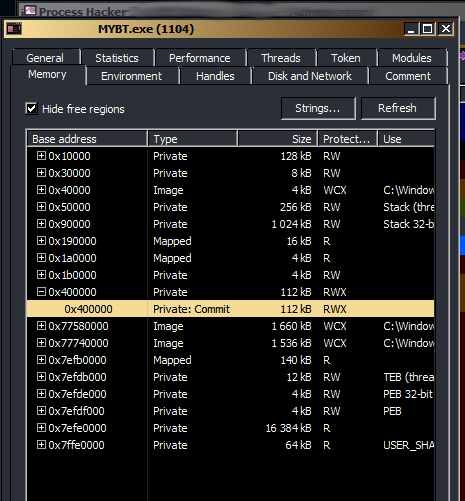 Process Hacker
MYBT.exe (1104)
General Statistics Performance Threads Token Modules
Memory Environment Handles Disk and Network Comment
Hide free regions Strings... Refresh
Base address Type Size Protect... Use
0x10000 Private 128 kB RW
0x30000 Private 8 kB RW
0x40000 Image 4 kB WCX C:\Window
0x50000 Private 256 kB RW Stack (thre
0x90000 Private 1 024 kB RW Stack 32-b
0x190000 Mapped 16 kB R
0x1a0000 Mapped 4 kB R
0x1b0000 Private 4 kB RW
0x400000 Private 112 kB RWX
0x400000 Private: Commit 112 kB RWX
0x77580000 Image 1 660 kB WCX C:\Window
0x77740000 Image 1 536 kB WCX C:\Window
0x7efb0000 Mapped 140 kB R
0x7efdb000 Private 12 kB RW TEB (threa
0x7efde000 Private 4 kB RW PEB 32-bit
0x7efdf000 Private 4 kB RW PEB
0x7efe0000 Private 16 384 kB R
0x7ffe0000 Private 64 kB R USER_SHA